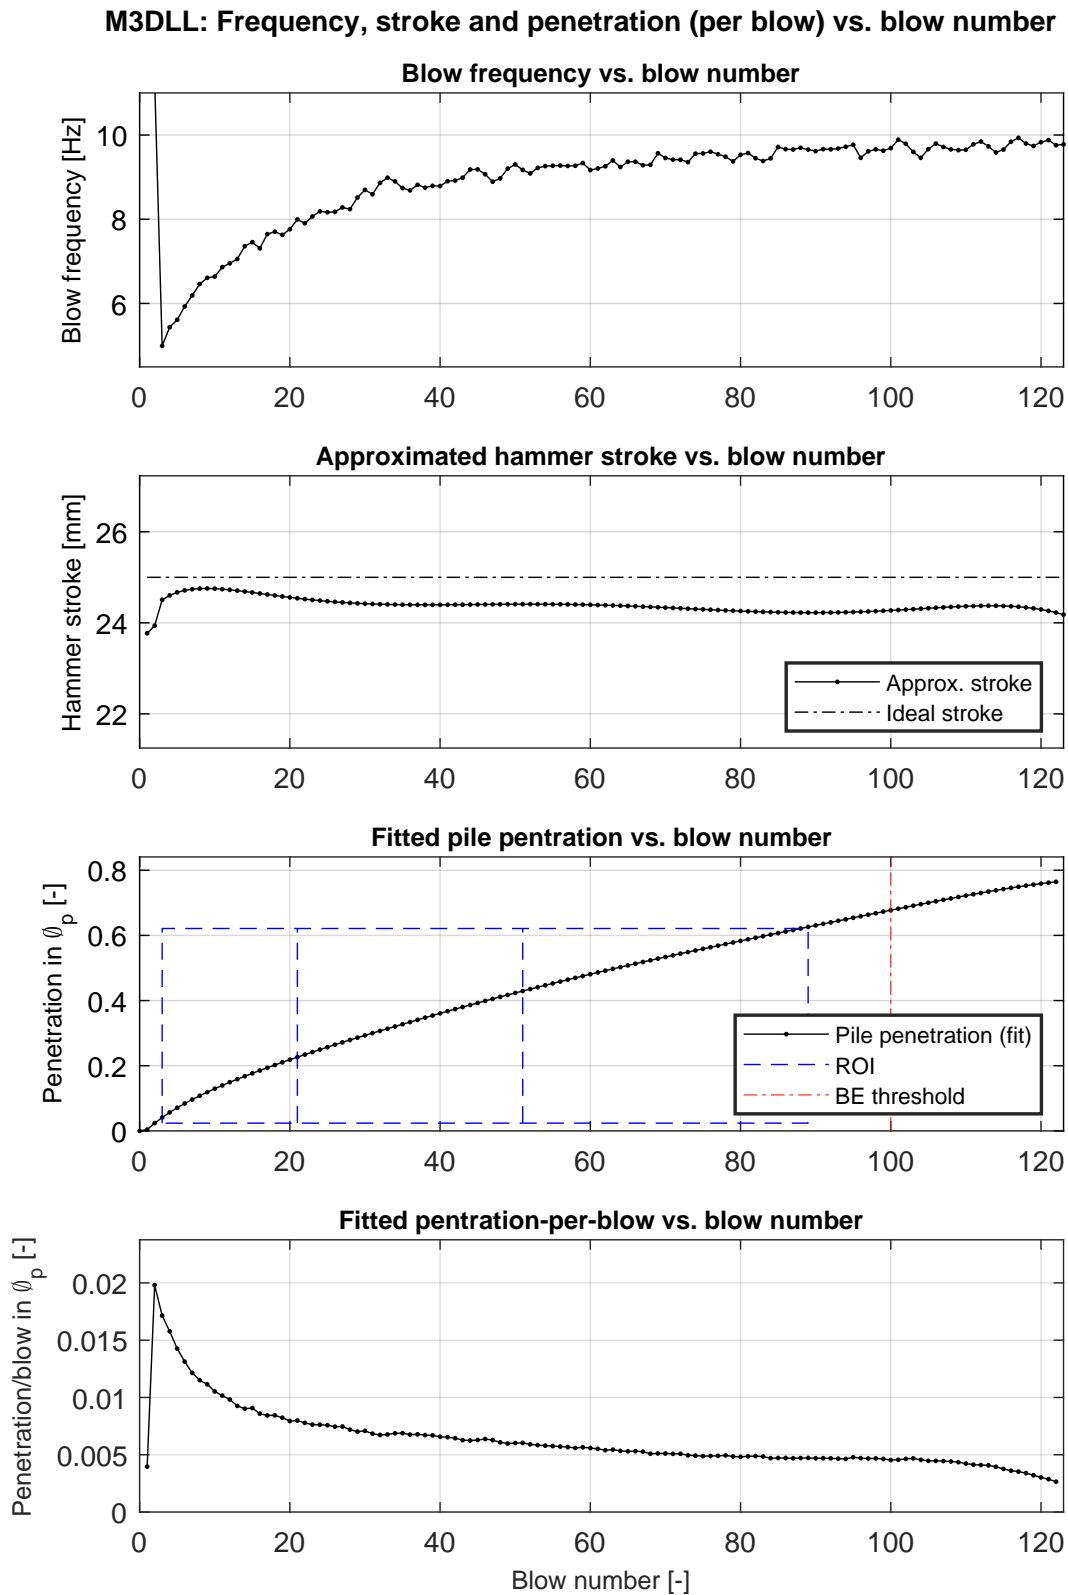 M3DLL: Frequency, stroke and penetration (per blow) vs. blow number
Blow frequency vs. blow number
Blow frequency [Hz]
10
8
6
0 20 40 60 80 100 120
Approximated hammer stroke vs. blow number
Hammer stroke [mm]
26
24
22
Approx. stroke
Ideal stroke
0 20 40 60 80 100 120
Fitted pile pentration vs. blow number
Penetration in ∅_p [-]
0.8
0.6
0.4
0.2
0
Pile penetration (fit)
ROI
BE threshold
0 20 40 60 80 100 120
Fitted pentration-per-blow vs. blow number
Penetration/blow in ∅_p [-]
0.02
0.015
0.01
0.005
0
0 20 40 60 80 100 120
Blow number [-]